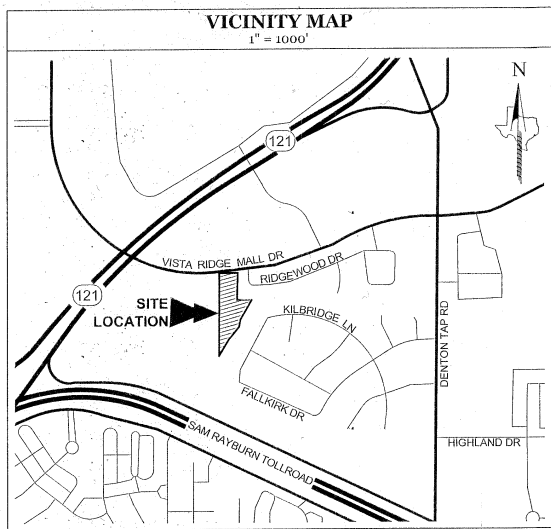 VICINITY MAP
1" = 1000'
N
121
VISTA RIDGE MALL DR
RIDGEWOOD DR
121
SITE
LOCATION
KILBRIDGE LN
DENTON TAP RD
FALLKIRK DR
SAM RAYBURN TOLLROAD
HIGHLAND DR